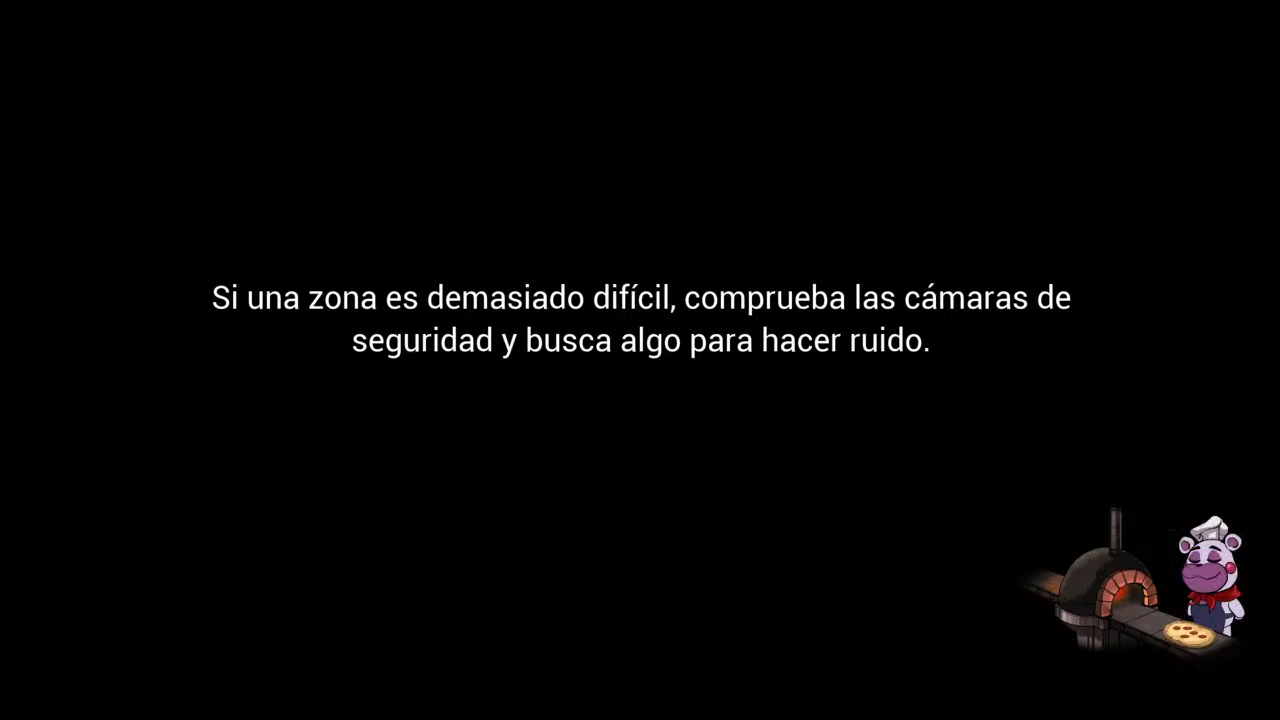 Si una zona es demasiado difícil, comprueba las cámaras de
seguridad y busca algo para hacer ruido.